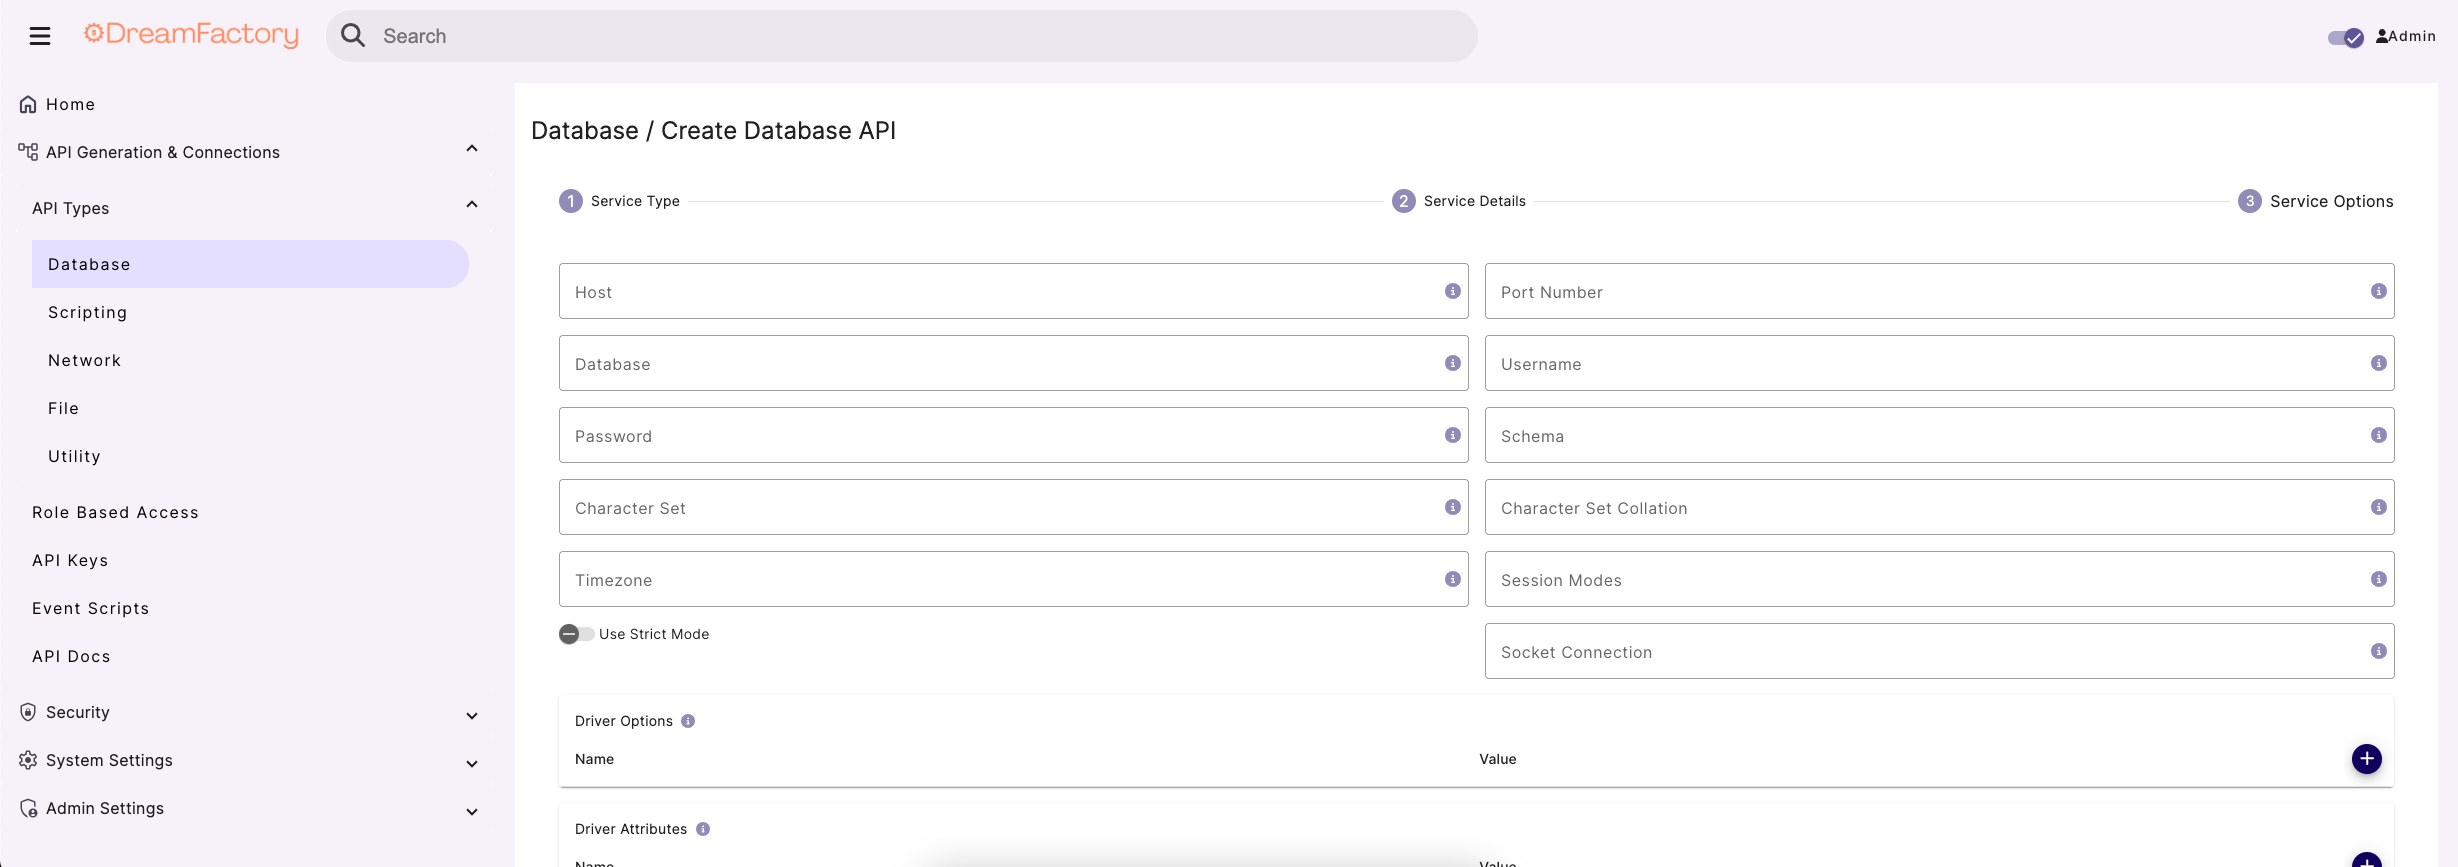 DreamFactory
Search
Admin
Home
API Generation & Connections
API Types
Database
Scripting
Network
File
Utility
Role Based Access
API Keys
Event Scripts
API Docs
Security
System Settings
Admin Settings
Database / Create Database API
1 Service Type
2 Service Details
3 Service Options
Host
Port Number
Database
Username
Password
Schema
Character Set
Character Set Collation
Timezone
Session Modes
Use Strict Mode
Socket Connection
Driver Options
Name Value
Driver Attributes
Name Value